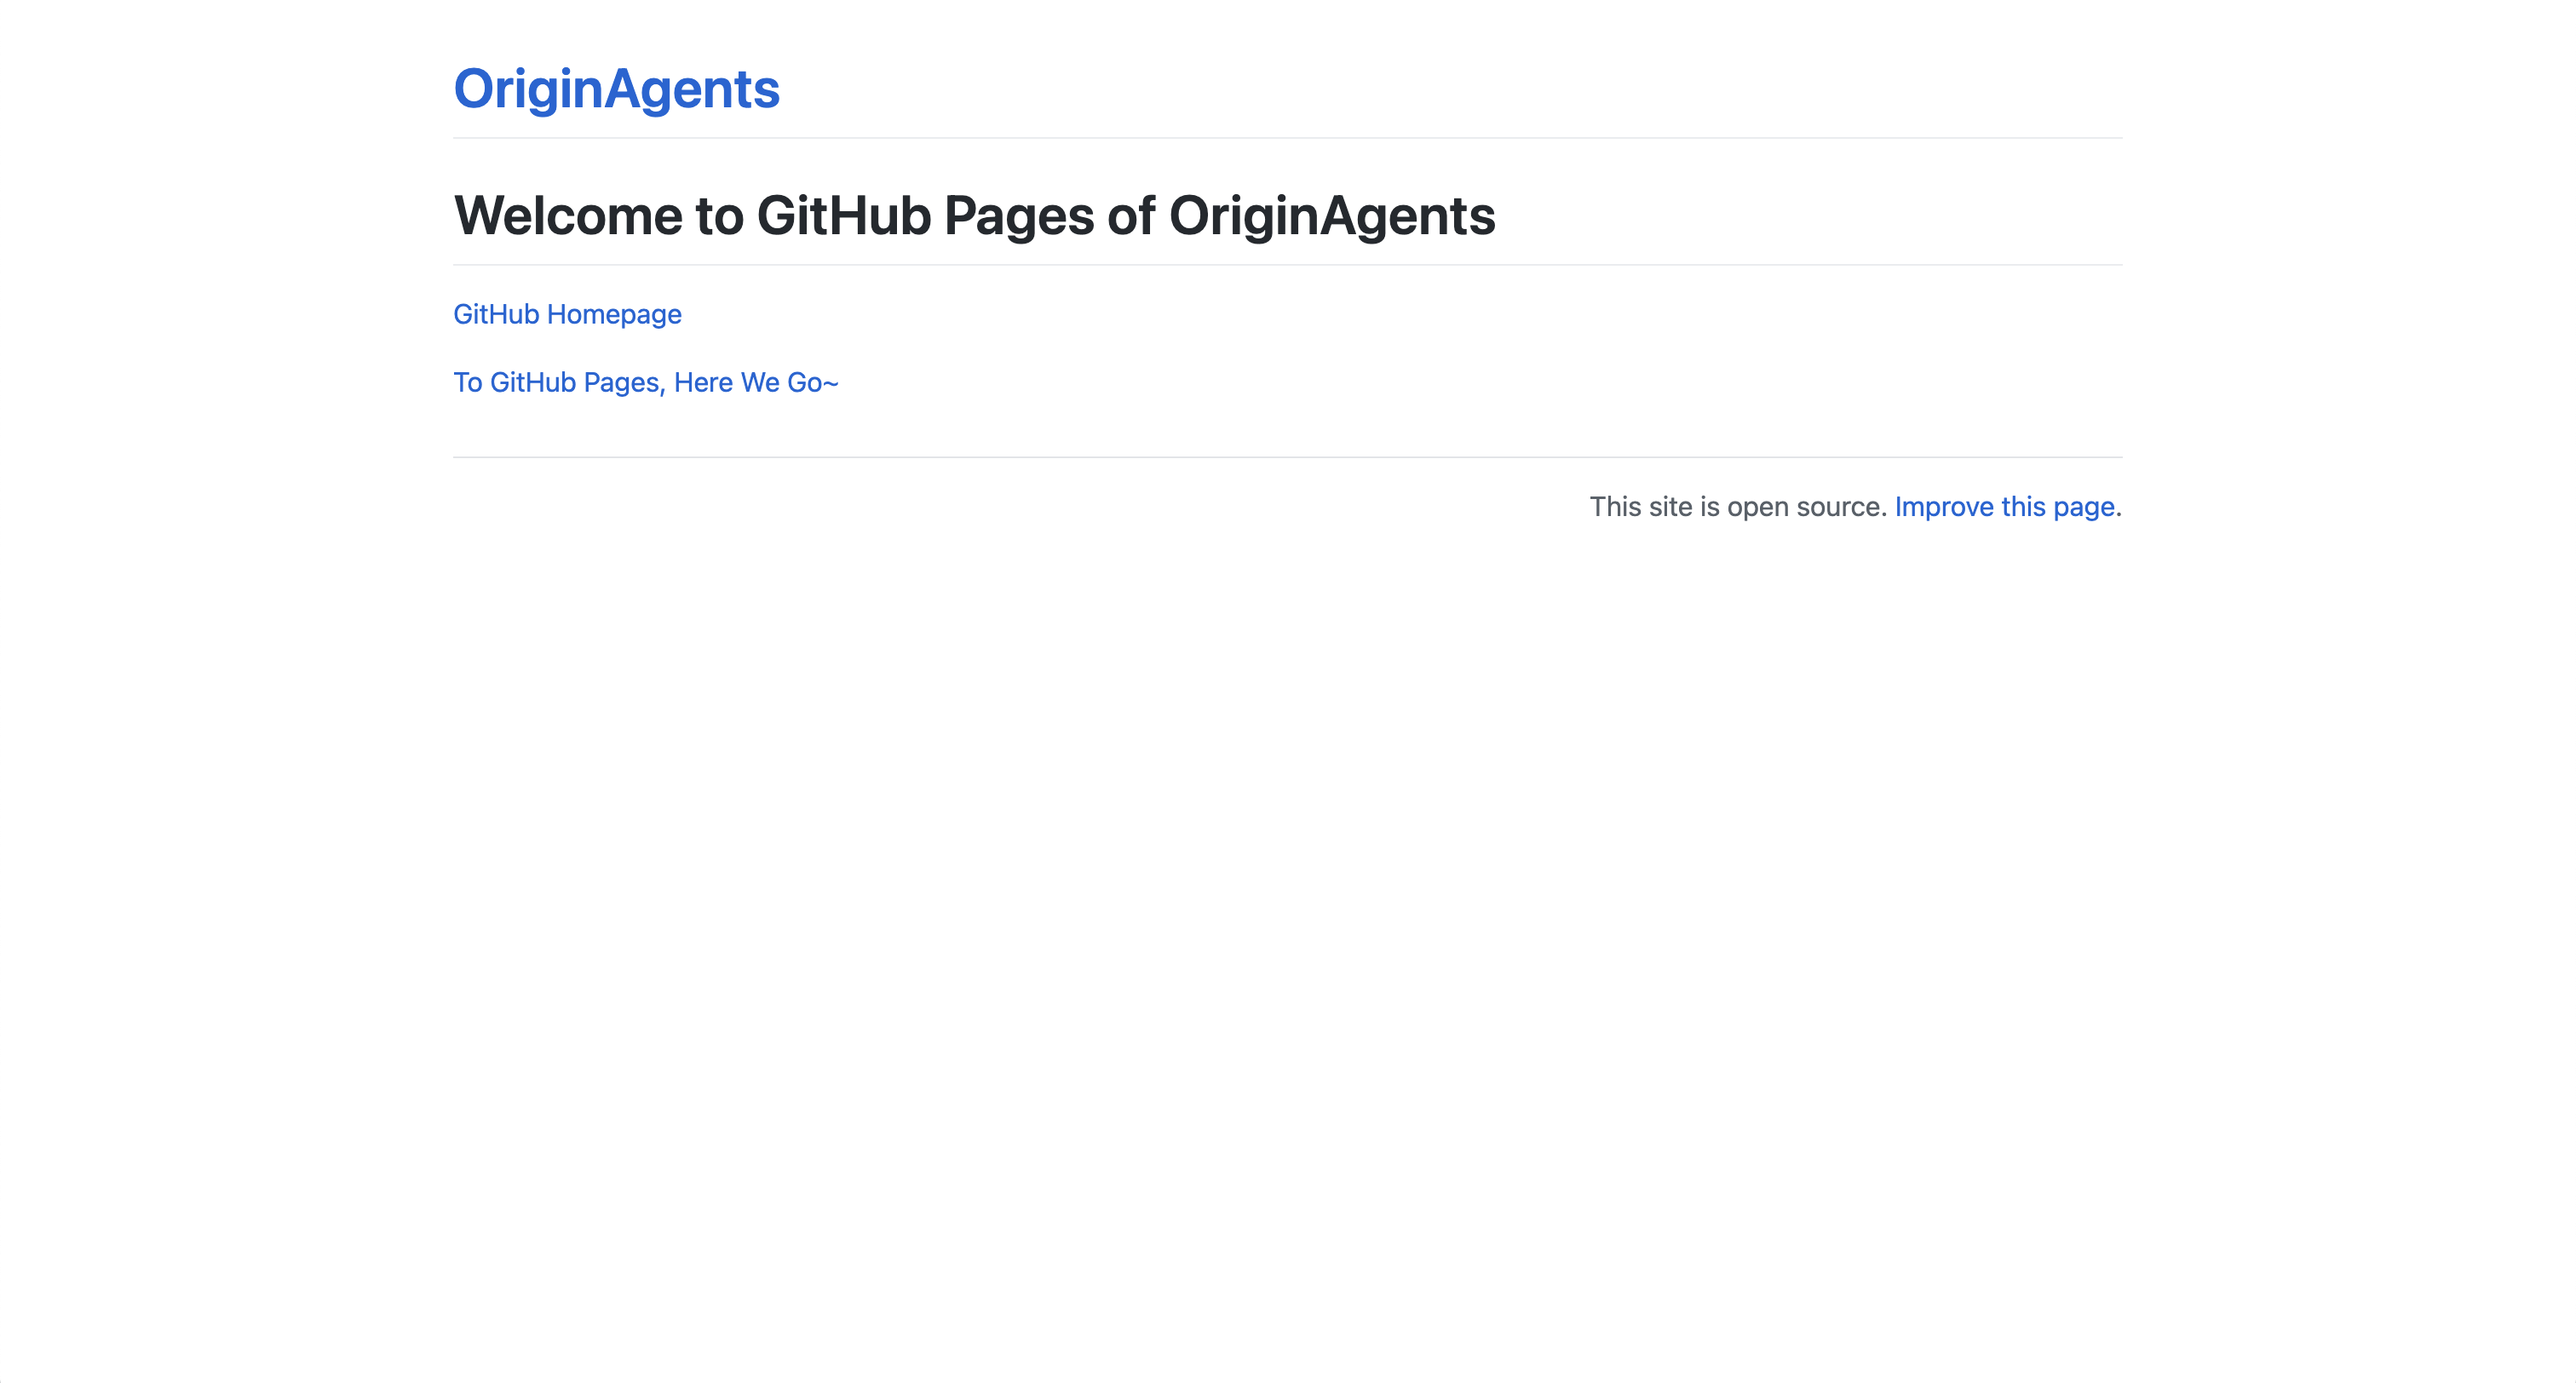 OriginAgents
Welcome to GitHub Pages of OriginAgents
GitHub Homepage
To GitHub Pages, Here We Go~
This site is open source. Improve this page.